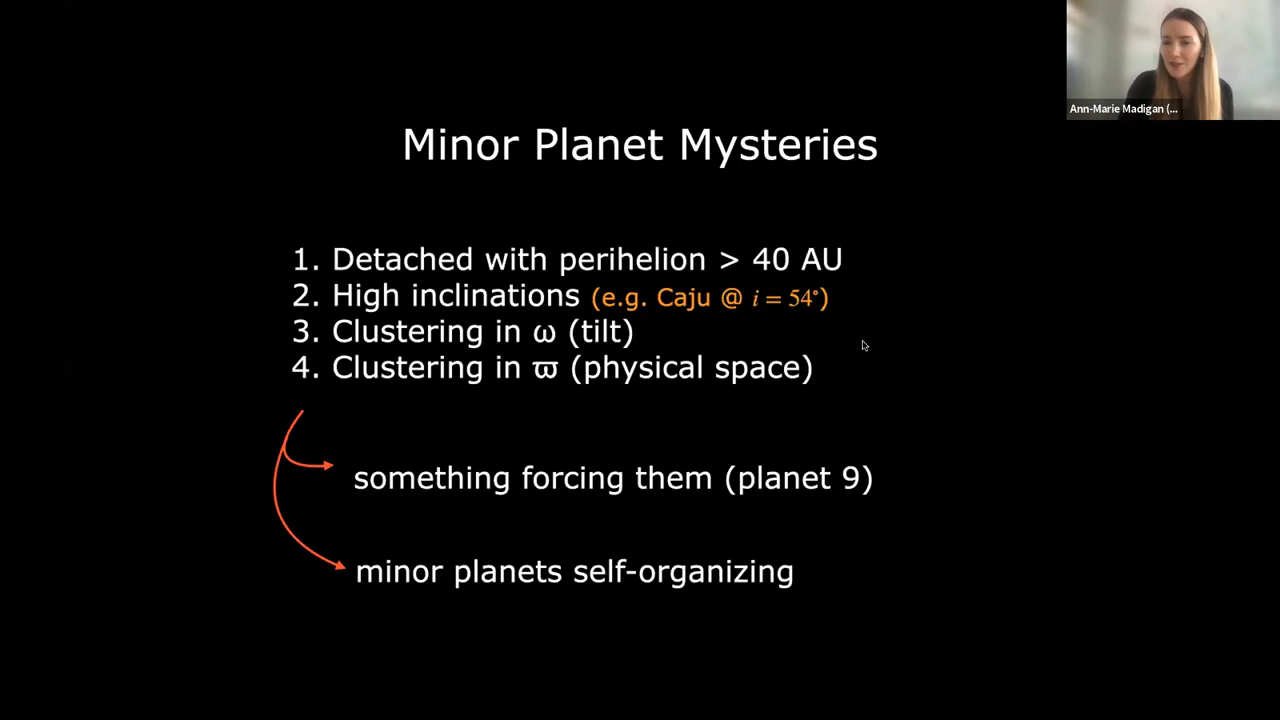 Ann-Marie Madigan (...
Minor Planet Mysteries
1. Detached with perihelion > 40 AU
2. High inclinations (e.g. Caju @ i = 54°)
3. Clustering in ω (tilt)
4. Clustering in ϖ (physical space)
something forcing them (planet 9)
minor planets self-organizing